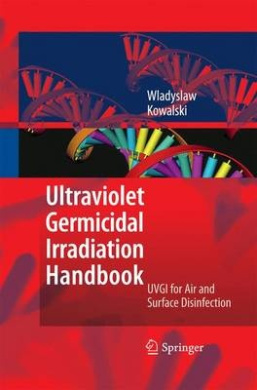 Wladyslaw
Kowalski
Ultraviolet
Germicidal
Irradiation
Handbook
UVGI for Air and
Surface Disinfection
Springer